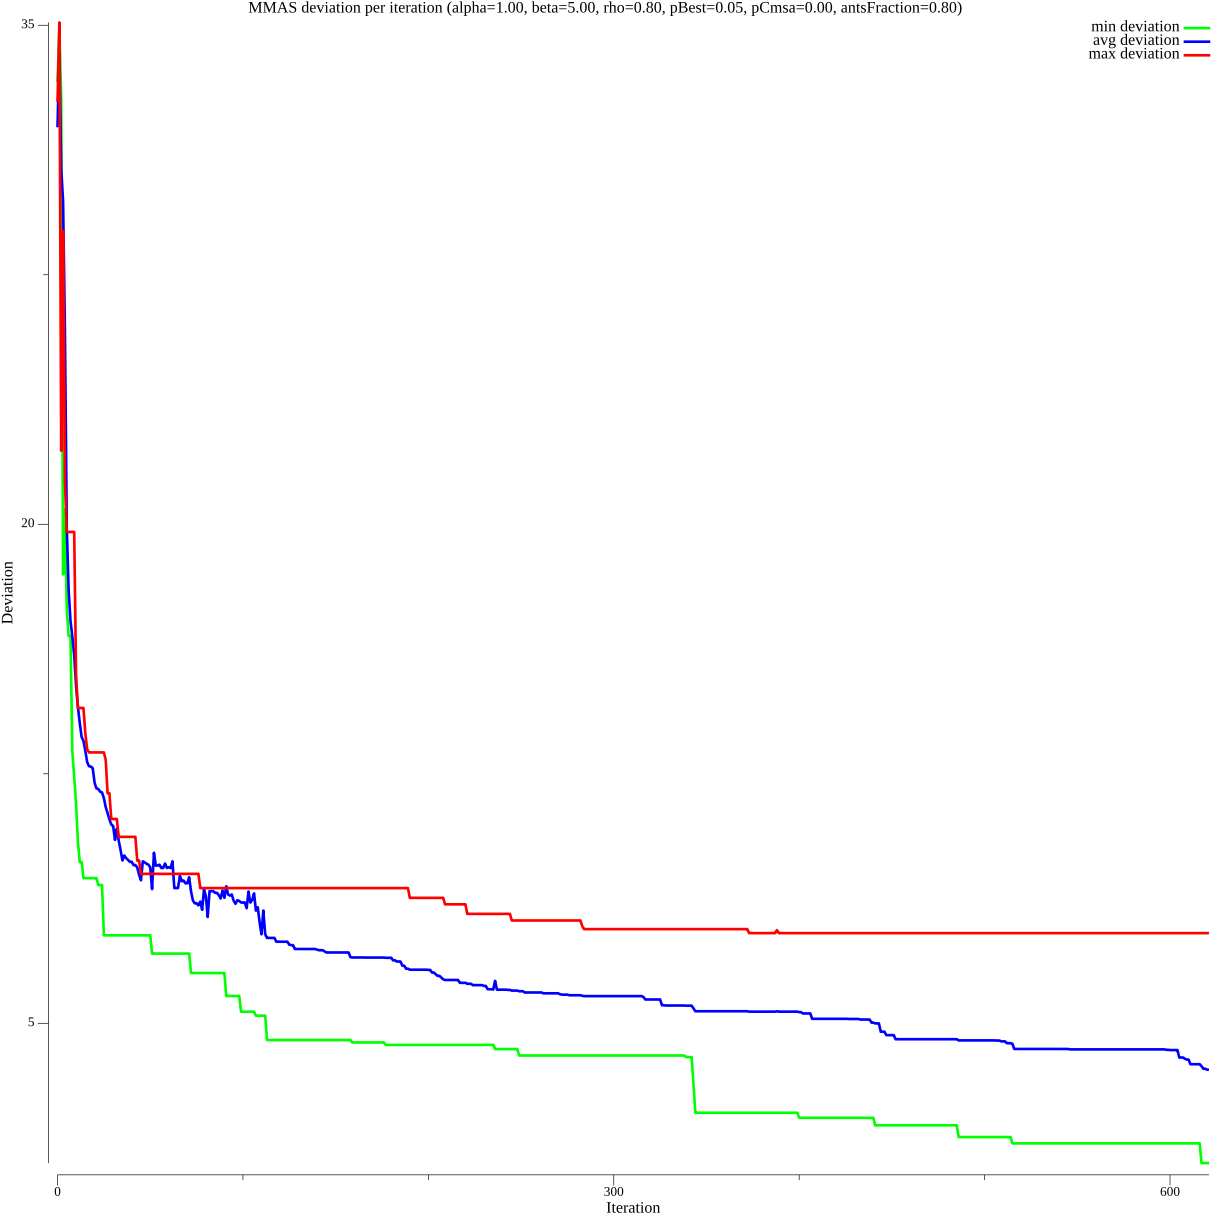 MMAS deviation per iteration (alpha=1.00, beta=5.00, rho=0.80, pBest=0.05, pCmsa=0.00, antsFraction=0.80)
min deviation
avg deviation
max deviation
35
20
5
Deviation
0
300
600
Iteration